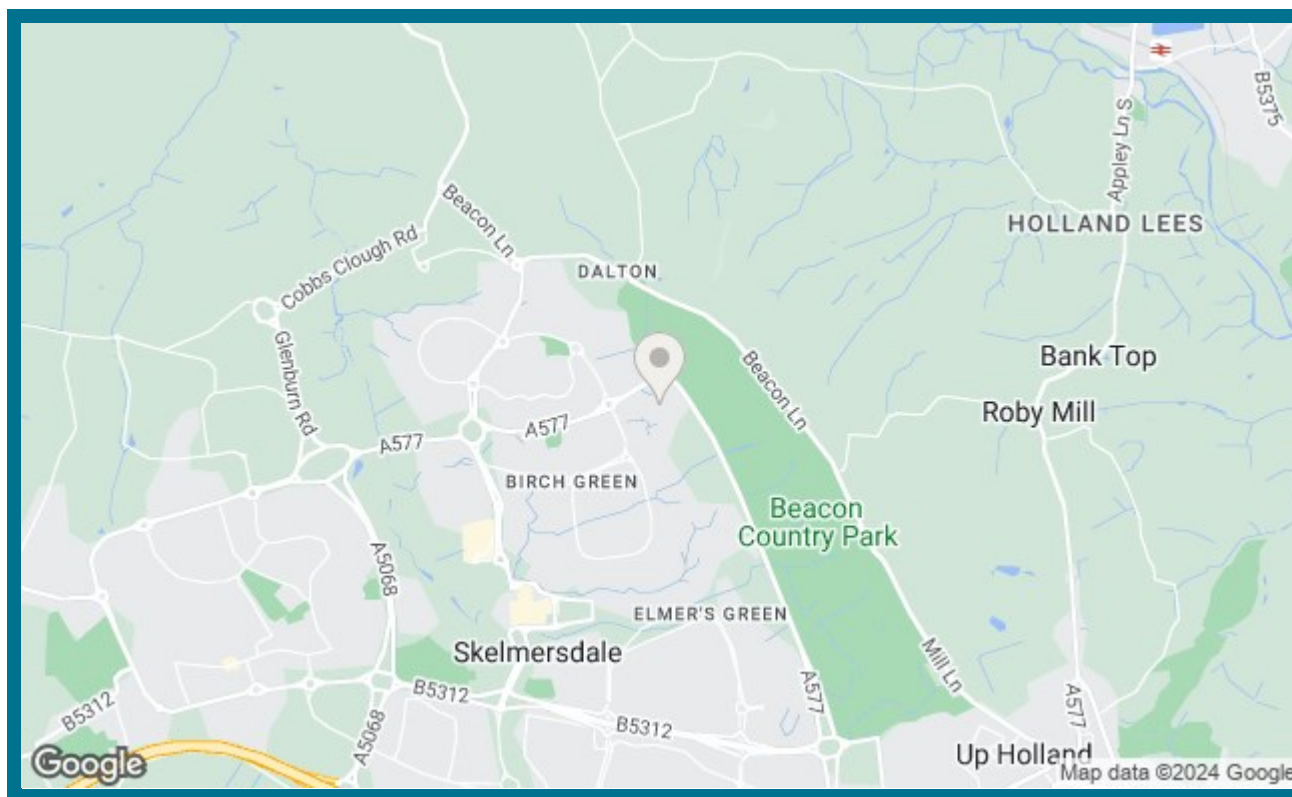 B5375
Appley Ln S
HOLLAND LEES
Beacon Ln
Cobbs Clough Rd
DALTON
Glenburn Rd
Bank Top
Beacon Ln
Roby Mill
A577
A577
BIRCH GREEN
Beacon
Country Park
A5068
ELMER'S GREEN
Skelmersdale
Mill Ln
A577
A577
B5312
B5312
B5312
A5068
Up Holland
Google
Map data ©2024 Google